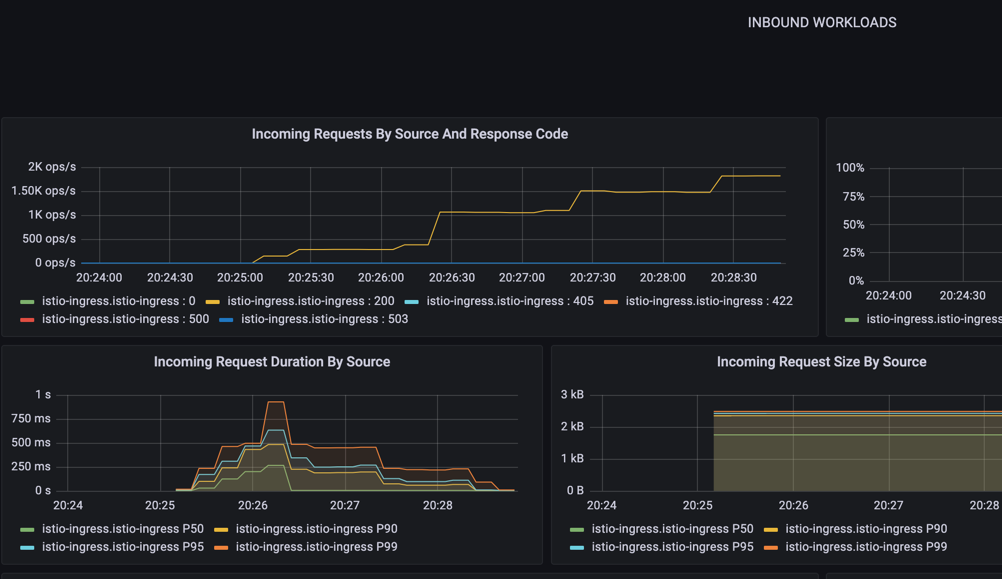 INBOUND WORKLOADS
Incoming Requests By Source And Response Code
2K ops/s
1.50K ops/s
1K ops/s
500 ops/s
0 ops/s
20:24:00 20:24:30 20:25:00 20:25:30 20:26:00 20:26:30 20:27:00 20:27:30 20:28:00 20:28:30
istio-ingress.istio-ingress : 0 istio-ingress.istio-ingress : 200 istio-ingress.istio-ingress : 405 istio-ingress.istio-ingress : 422
istio-ingress.istio-ingress : 500 istio-ingress.istio-ingress : 503
100%
75%
50%
25%
0%
20:24:00 20:24:30
istio-ingress.istio-ingress
Incoming Request Duration By Source
1 s
750 ms
500 ms
250 ms
0 s
20:24 20:25 20:26 20:27 20:28
istio-ingress.istio-ingress P50 istio-ingress.istio-ingress P90
istio-ingress.istio-ingress P95 istio-ingress.istio-ingress P99
Incoming Request Size By Source
3 kB
2 kB
1 kB
0 B
20:24 20:25 20:26 20:27 20:28
istio-ingress.istio-ingress P50 istio-ingress.istio-ingress P90
istio-ingress.istio-ingress P95 istio-ingress.istio-ingress P99